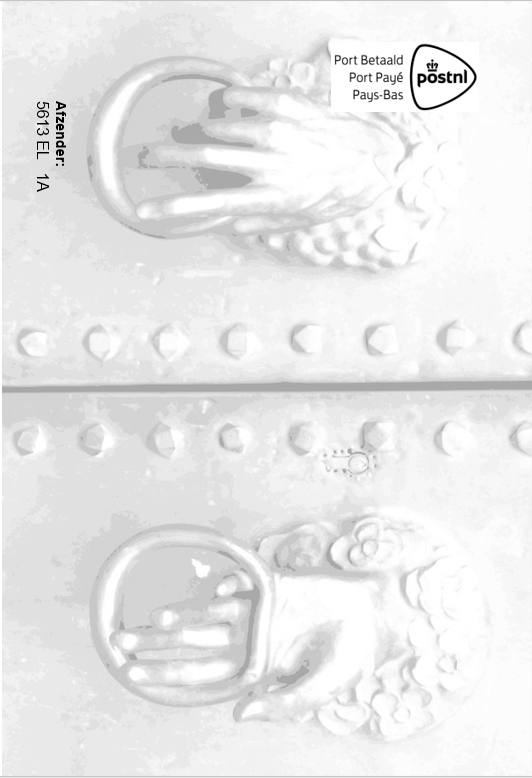 Port Betaald
Port Payé
Pays-Bas
postnl
Afzender:
5613 EL 1A